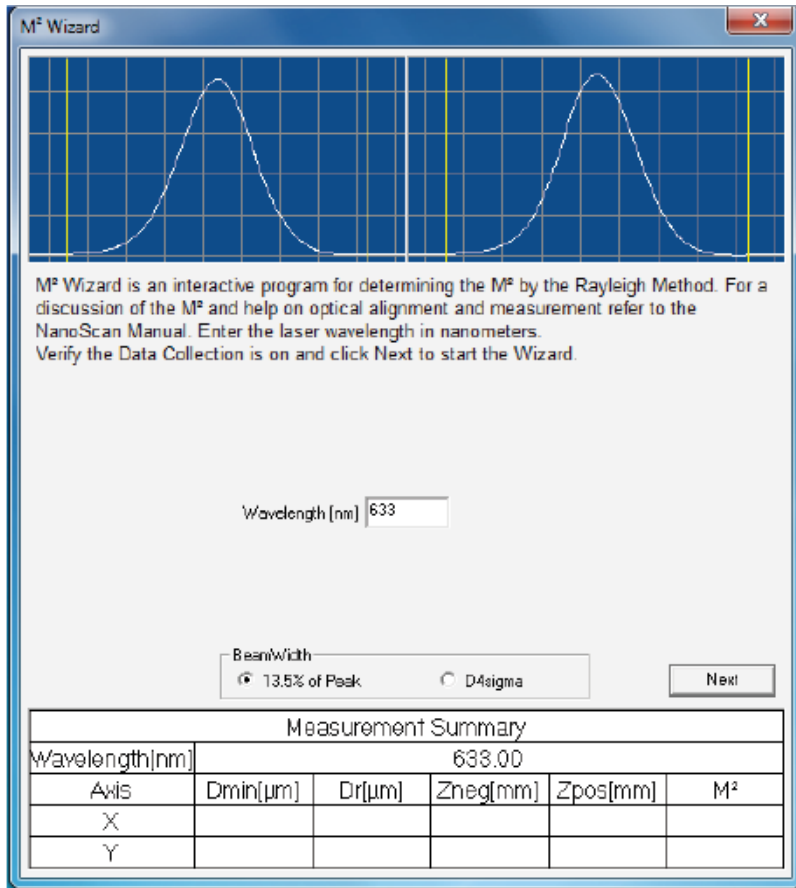 M² Wizard
M² Wizard is an interactive program for determining the M² by the Rayleigh Method. For a
discussion of the M² and help on optical alignment and measurement refer to the
NanoScan Manual. Enter the laser wavelength in nanometers.
Verify the Data Collection is on and click Next to start the Wizard.
Wavelength [nm] 633
BeamWidth
13.5% of Peak D4sigma
Next
Measurement Summary
Wavelength[nm] 633.00
Axis Dmin[µm] Dr[µm] Zneg[mm] Zpos[mm] M²
X
Y